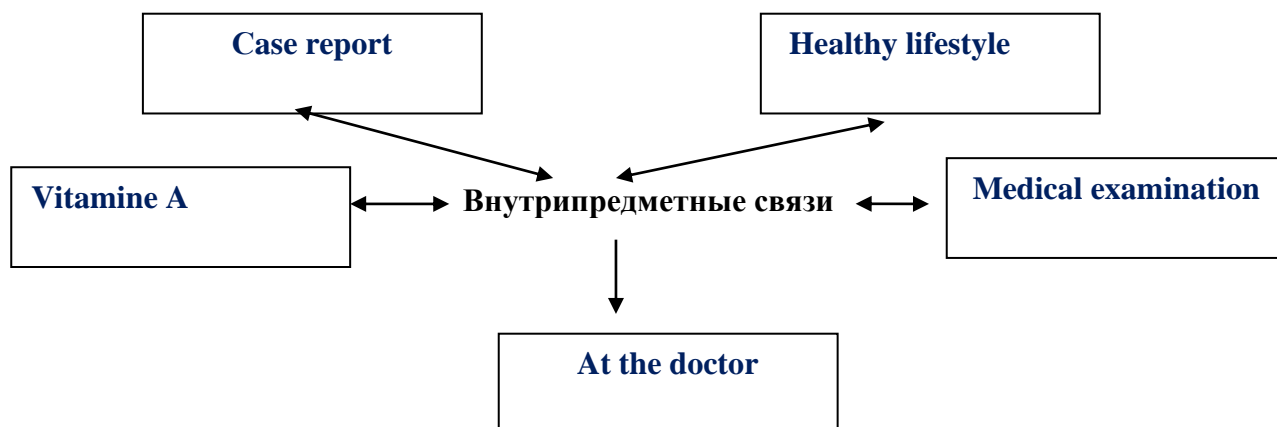 Case report
Healthy lifestyle
Vitamine A
Внутрипредметные связи
Medical examination
At the doctor